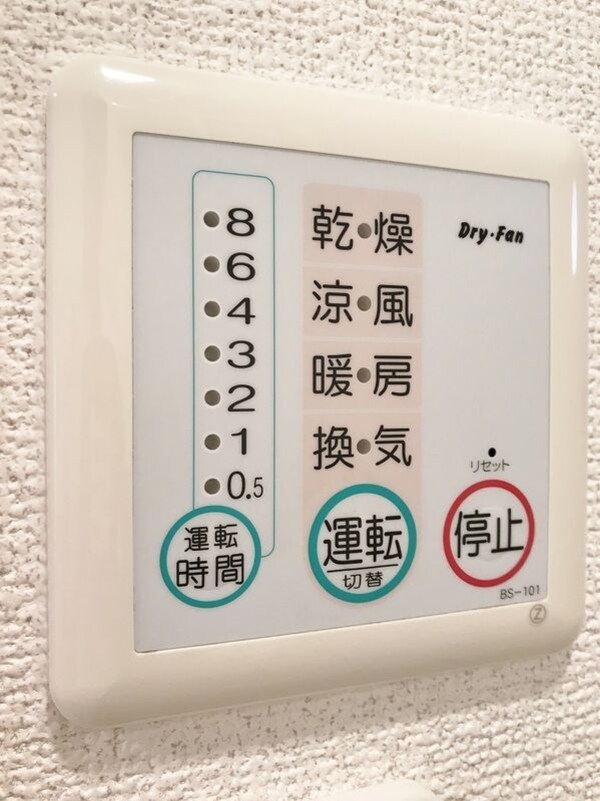 8
6
4
3
2
1
0.5
運転
時間
乾・燥
涼・風
暖・房
換・気
運転
切替
Dry・Fan
リセット
停止
BS-101
Z